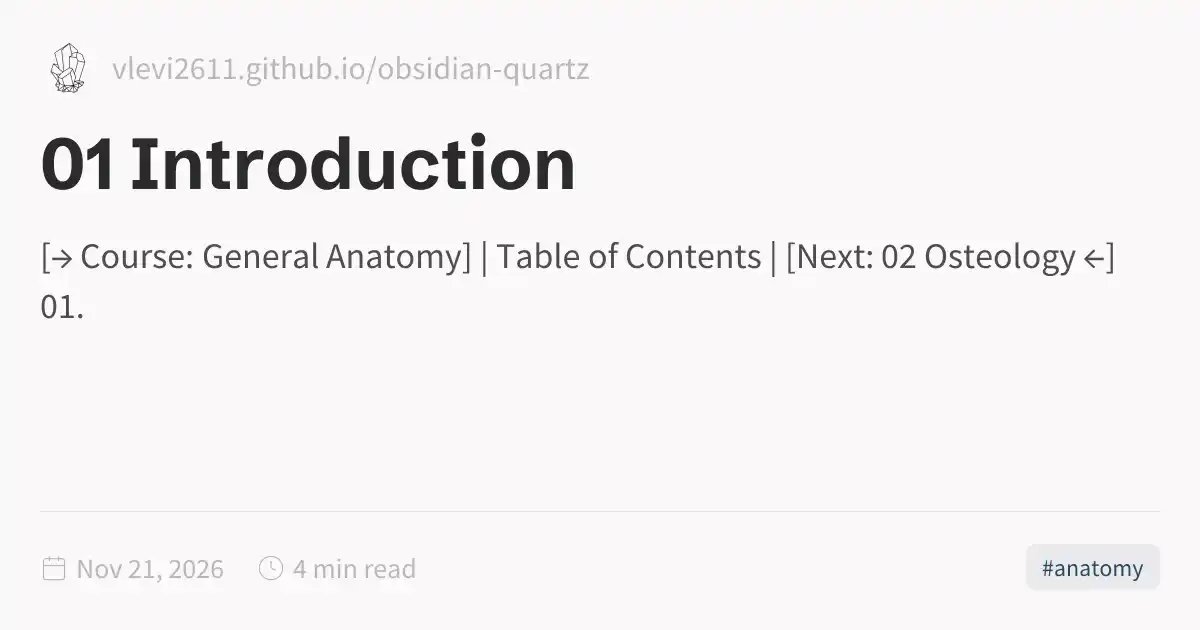 vlevi2611.github.io/obsidian-quartz
01 Introduction
[→ Course: General Anatomy] | Table of Contents | [Next: 02 Osteology ←]
01.
Nov 21, 2026 4 min read #anatomy